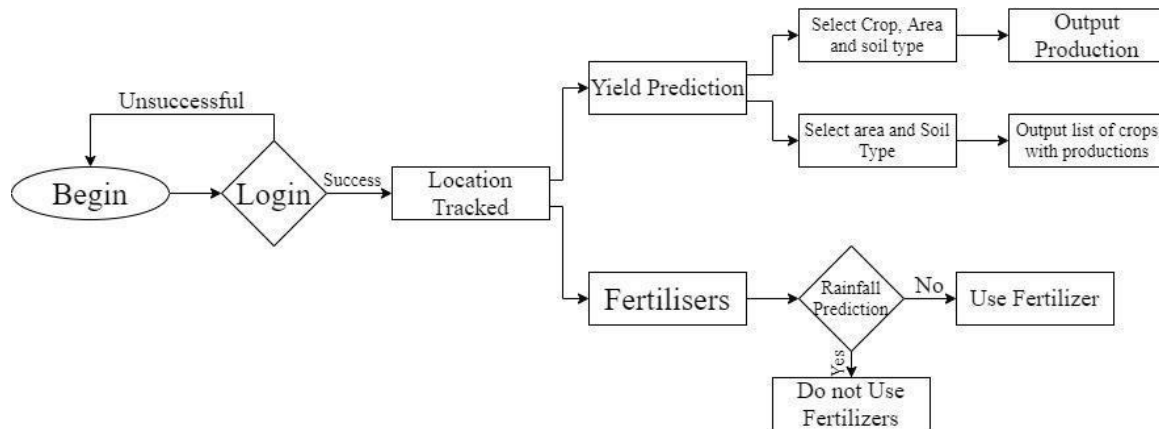 Unsuccessful
Begin
Login
Success
Location
Tracked
Yield Prediction
Select Crop, Area
and soil type
Output
Production
Select area and Soil
Type
Output list of crops
with productions
Fertilisers
Rainfall
Prediction
No
Use Fertilizer
Yes
Do not Use
Fertilizers